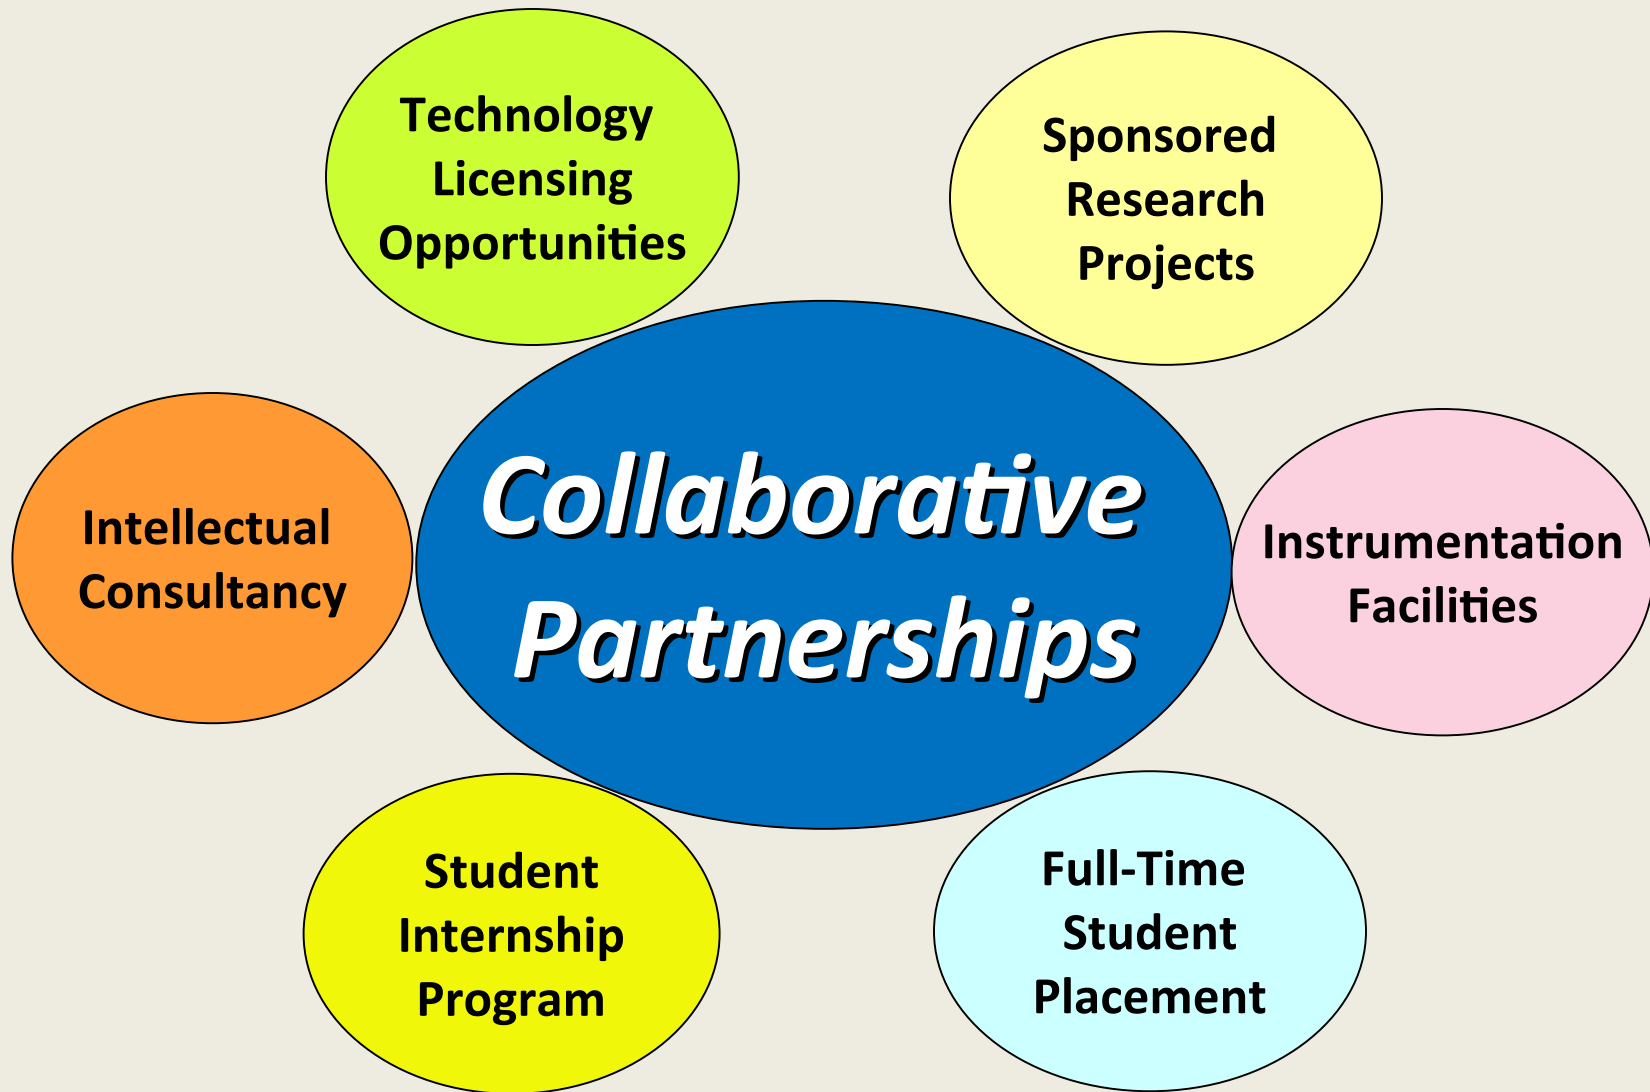 Technology
Licensing
Opportunities
Sponsored
Research
Projects
Collaborative
Partnerships
Intellectual
Consultancy
Instrumentation
Facilities
Student
Internship
Program
Full-Time
Student
Placement